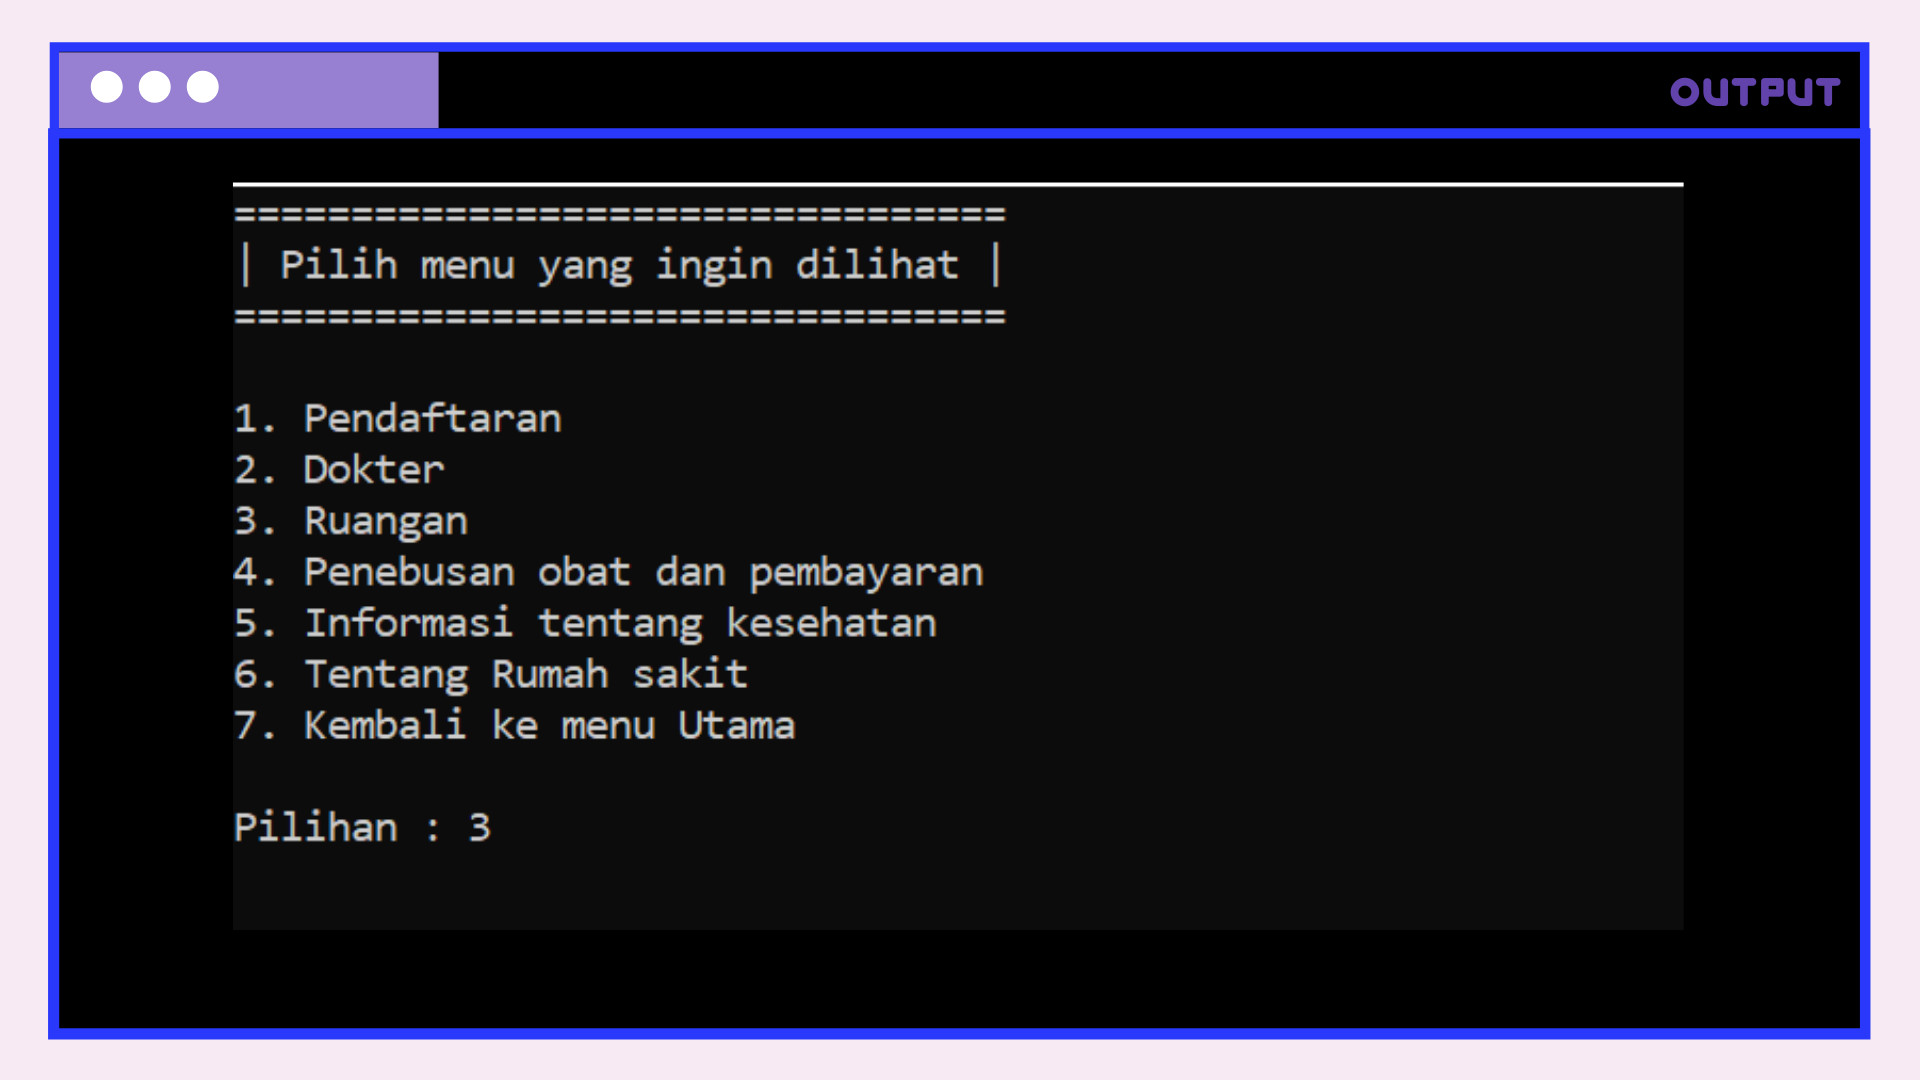 OUTPUT
=================================
| Pilih menu yang ingin dilihat |
=================================
1. Pendaftaran
2. Dokter
3. Ruangan
4. Penebusan obat dan pembayaran
5. Informasi tentang kesehatan
6. Tentang Rumah sakit
7. Kembali ke menu Utama
Pilihan : 3